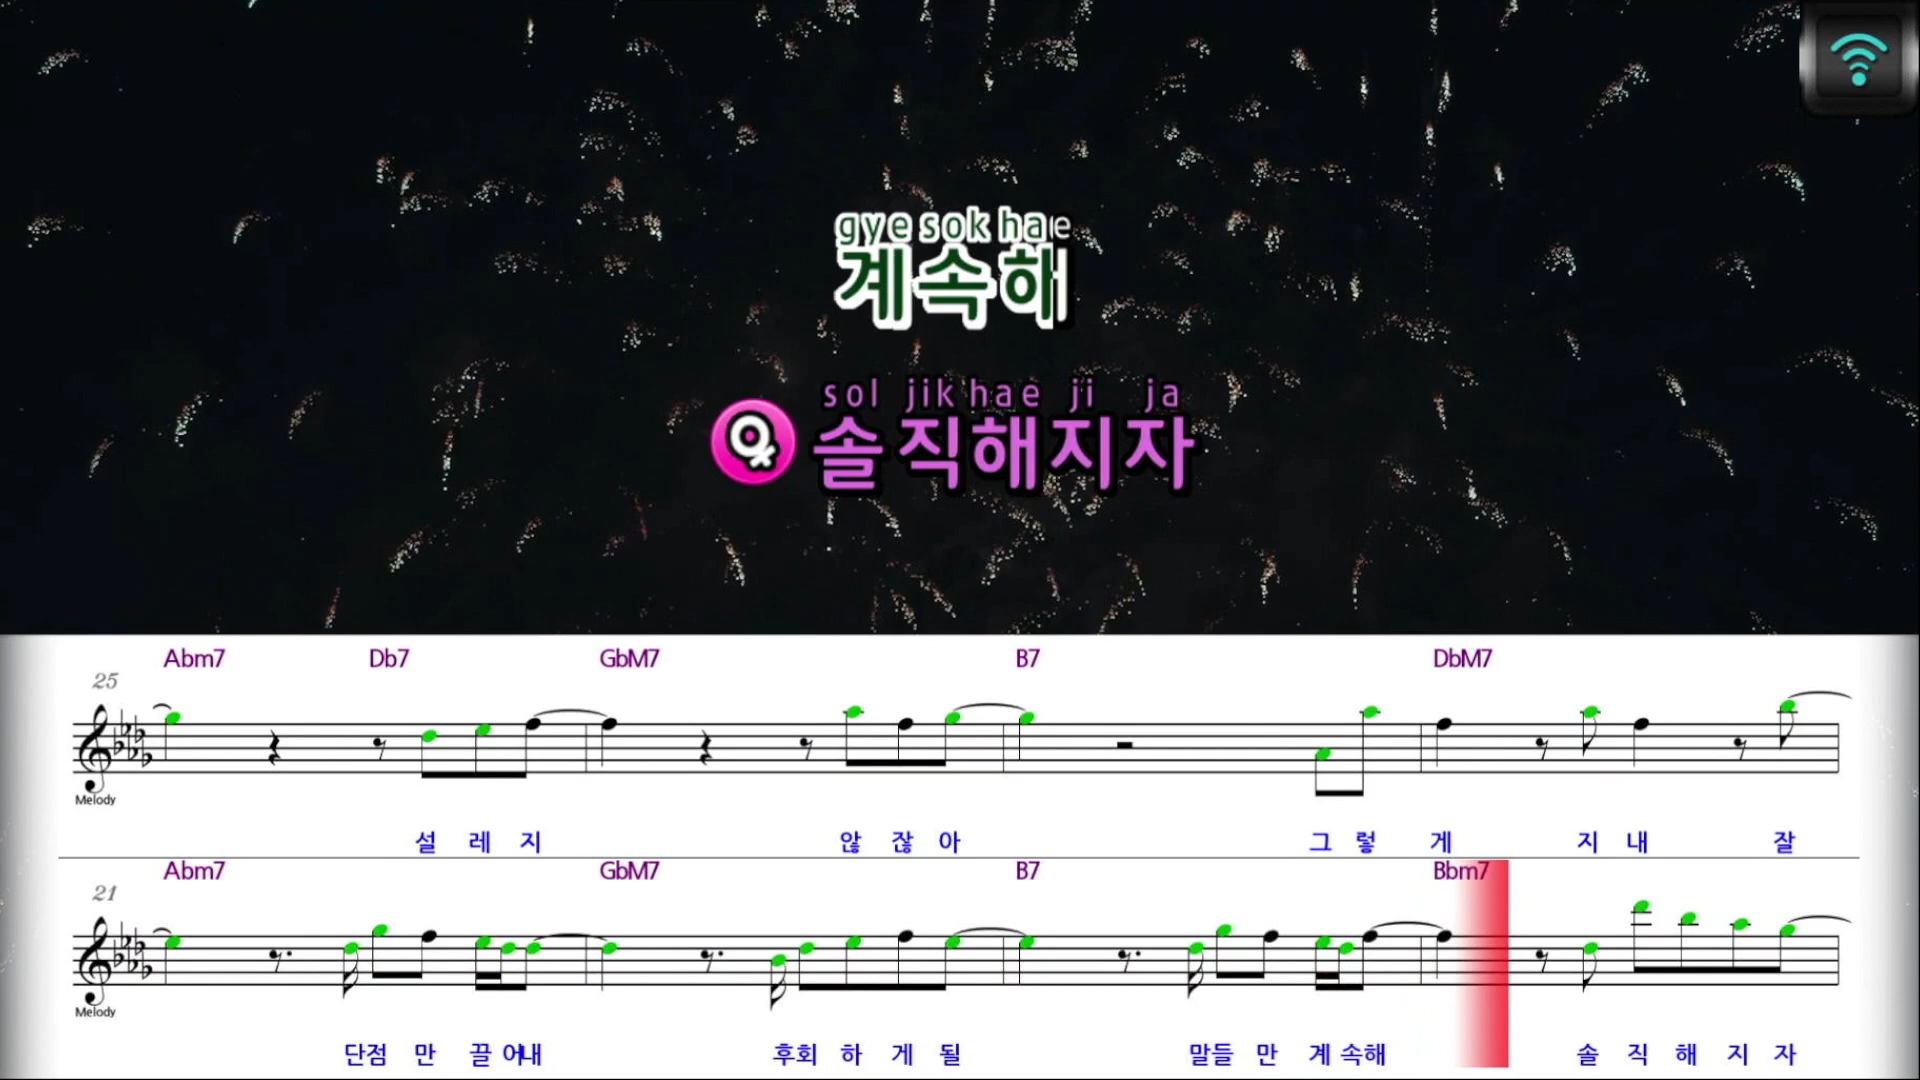 gye sok hae
계속해
sol jik hae ji ja
솔직해지자
Abm7 Db7 GbM7 B7 DbM7
25
Melody
설 레 지 않 잖 아 그 렇 게 지 내 잘
Abm7 GbM7 B7 Bbm7
21
Melody
단점 만 끌 어내 후회 하 게 될 말들 만 계 속해 솔 직 해 지 자